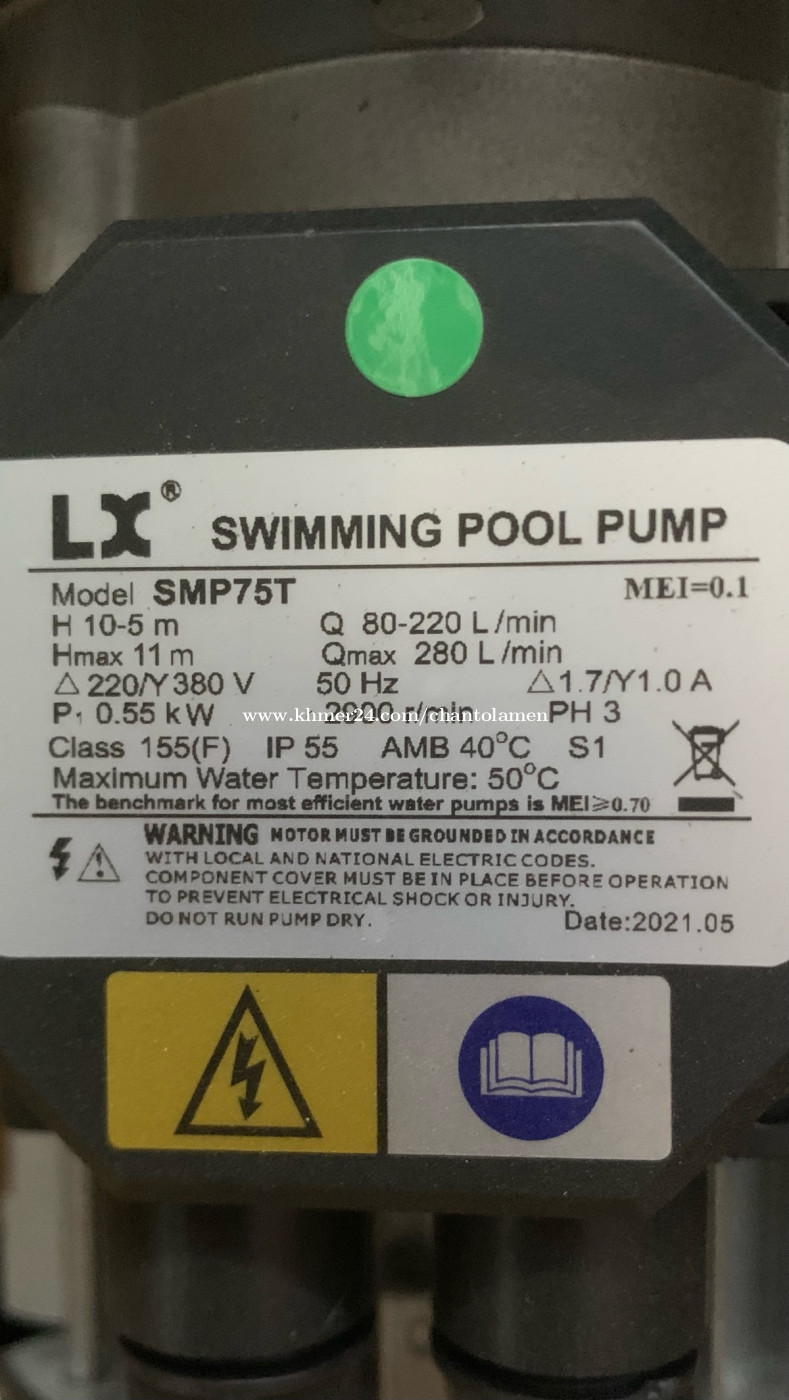 LX® SWIMMING POOL PUMP
Model SMP75T MEI=0.1
H 10-5 m Q 80-220 L/min
Hmax 11 m Qmax 280 L/min
△ 220/Y 380 V 50 Hz △1.7/Y1.0 A
P₁ 0.55 kW 2900 r/min PH 3
www.khmer24.com/chantolamen
Class 155(F) IP 55 AMB 40°C S1
Maximum Water Temperature: 50°C
The benchmark for most efficient water pumps is MEI≥0.70
WARNING MOTOR MUST BE GROUNDED IN ACCORDANCE
WITH LOCAL AND NATIONAL ELECTRIC CODES.
COMPONENT COVER MUST BE IN PLACE BEFORE OPERATION
TO PREVENT ELECTRICAL SHOCK OR INJURY.
DO NOT RUN PUMP DRY. Date:2021.05